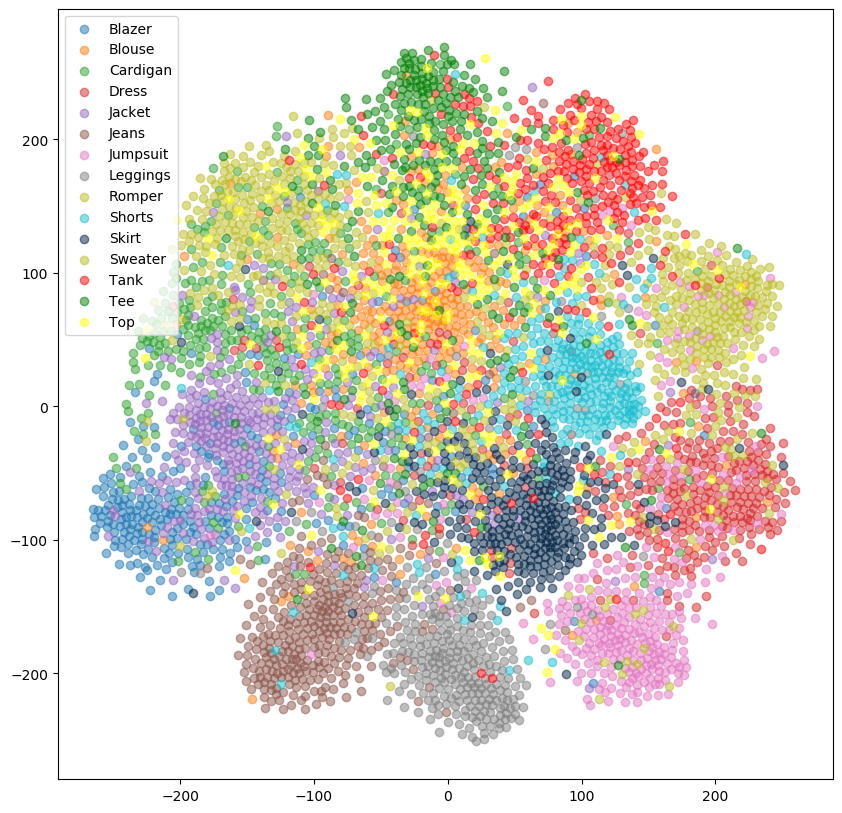 Blazer
Blouse
Cardigan
Dress
Jacket
Jeans
Jumpsuit
Leggings
Romper
Shorts
Skirt
Sweater
Tank
Tee
Top
200
100
0
−100
−200
−200
−100
0
100
200